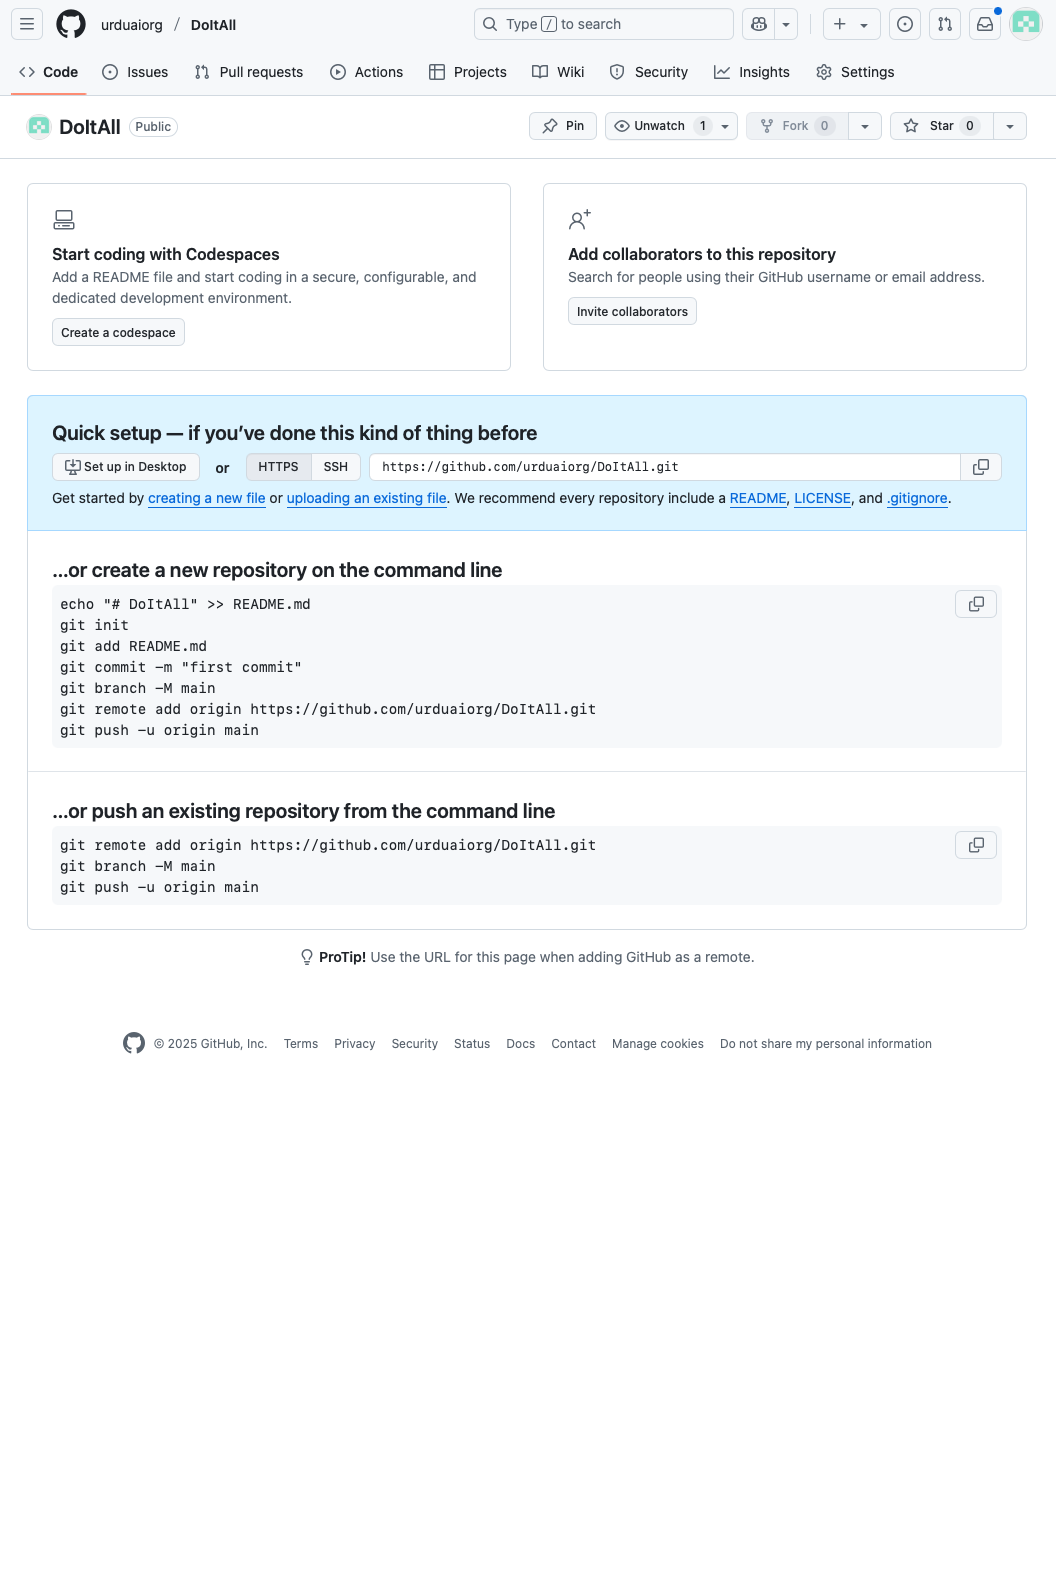 urduaiorg / DoItAll
Type / to search
Code Issues Pull requests Actions Projects Wiki Security Insights Settings
DoItAll Public
Pin Unwatch 1 Fork 0 Star 0
Start coding with Codespaces
Add a README file and start coding in a secure, configurable, and
dedicated development environment.
Create a codespace
Add collaborators to this repository
Search for people using their GitHub username or email address.
Invite collaborators
Quick setup — if you’ve done this kind of thing before
Set up in Desktop or HTTPS SSH https://github.com/urduaiorg/DoItAll.git
Get started by creating a new file or uploading an existing file. We recommend every repository include a README, LICENSE, and .gitignore.
…or create a new repository on the command line
echo "# DoItAll" >> README.md
git init
git add README.md
git commit -m "first commit"
git branch -M main
git remote add origin https://github.com/urduaiorg/DoItAll.git
git push -u origin main
…or push an existing repository from the command line
git remote add origin https://github.com/urduaiorg/DoItAll.git
git branch -M main
git push -u origin main
ProTip! Use the URL for this page when adding GitHub as a remote.
© 2025 GitHub, Inc. Terms Privacy Security Status Docs Contact Manage cookies Do not share my personal information